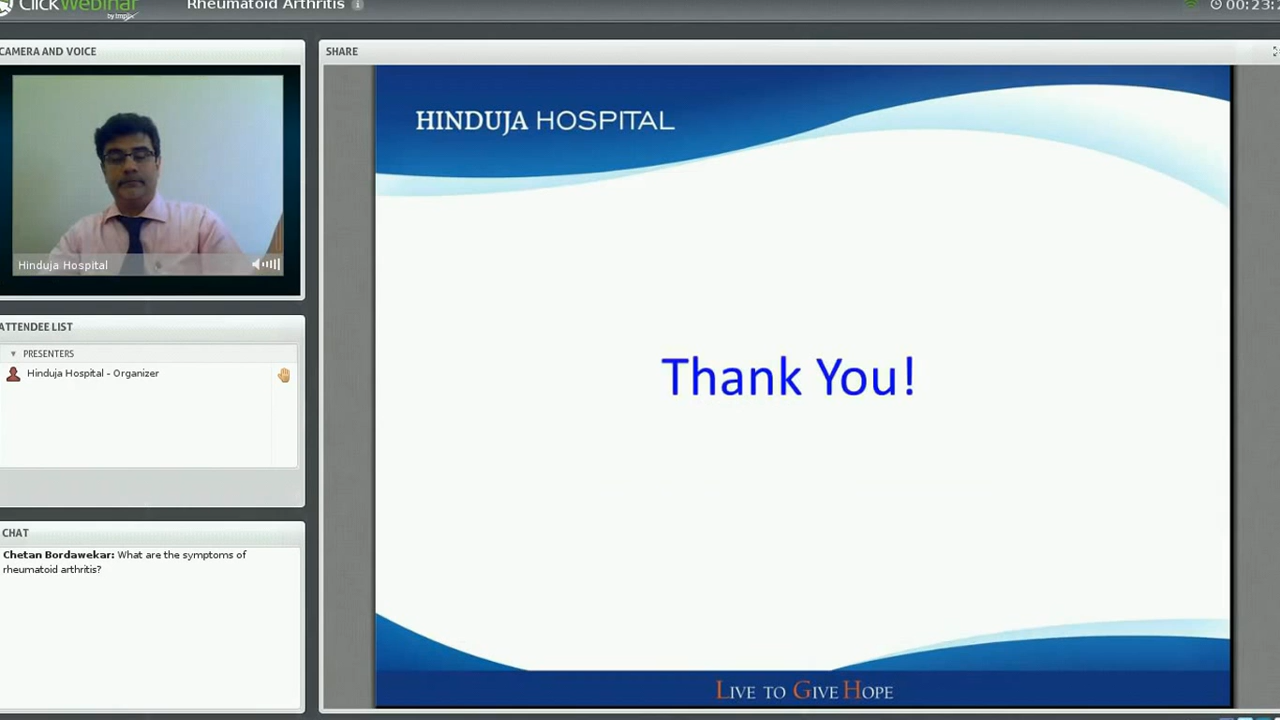 ClickWebinar
Rheumatoid Arthritis
CAMERA AND VOICE
SHARE
HINDUJA HOSPITAL
Hinduja Hospital
ATTENDEE LIST
PRESENTERS
Hinduja Hospital - Organizer
Thank You!
CHAT
Chetan Bordawekar: What are the symptoms of
rheumatoid arthritis?
LIVE TO GIVE HOPE